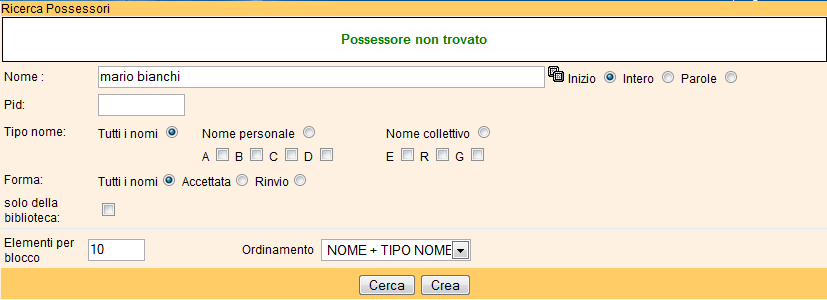 Ricerca Possessori
Possessore non trovato
Nome : mario bianchi Inizio Intero Parole
Pid:
Tipo nome: Tutti i nomi Nome personale Nome collettivo
A B C D E R G
Forma: Tutti i nomi Accettata Rinvio
solo della
biblioteca:
Elementi per
blocco 10 Ordinamento NOME + TIPO NOME
Cerca Crea